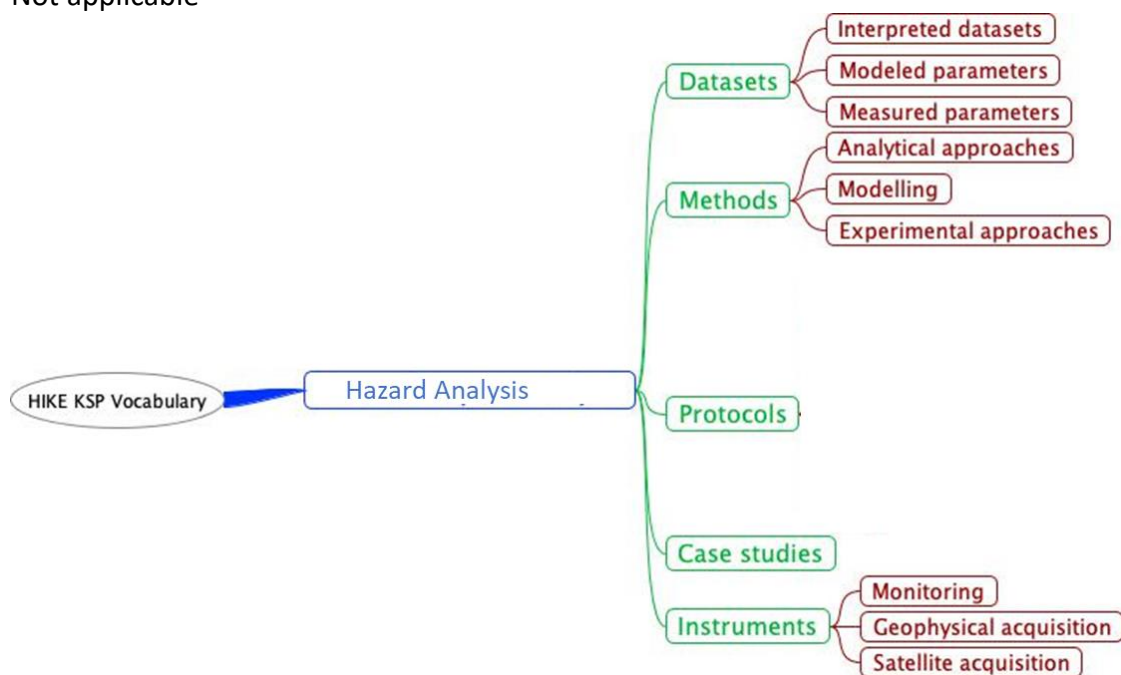 Not applicable
Interpreted datasets
Datasets
Modeled parameters
Measured parameters
Analytical approaches
Methods
Modelling
Experimental approaches
HIKE KSP Vocabulary
Hazard Analysis
Protocols
Case studies
Monitoring
Instruments
Geophysical acquisition
Satellite acquisition